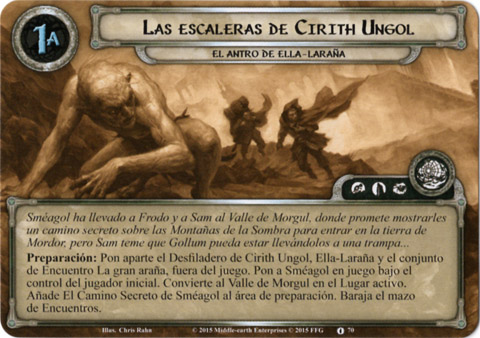 1A
Las escaleras de Cirith Ungol
El antro de Ella-Laraña
Sméagol ha llevado a Frodo y a Sam al Valle de Morgul, donde promete mostrarles
un camino secreto sobre las Montañas de la Sombra para entrar en la tierra de
Mordor, pero Sam teme que Gollum pueda estar llevándolos a una trampa...
Preparación: Pon aparte el Desfiladero de Cirith Ungol, Ella-Laraña y el conjunto
de Encuentro La gran araña, fuera del juego. Pon a Sméagol en juego bajo el
control del jugador inicial. Convierte al Valle de Morgul en el Lugar activo.
Añade El Camino Secreto de Sméagol al área de preparación. Baraja el mazo
de Encuentros.
Illus. Chris Rahn © 2015 Middle-earth Enterprises © 2015 FFG 70